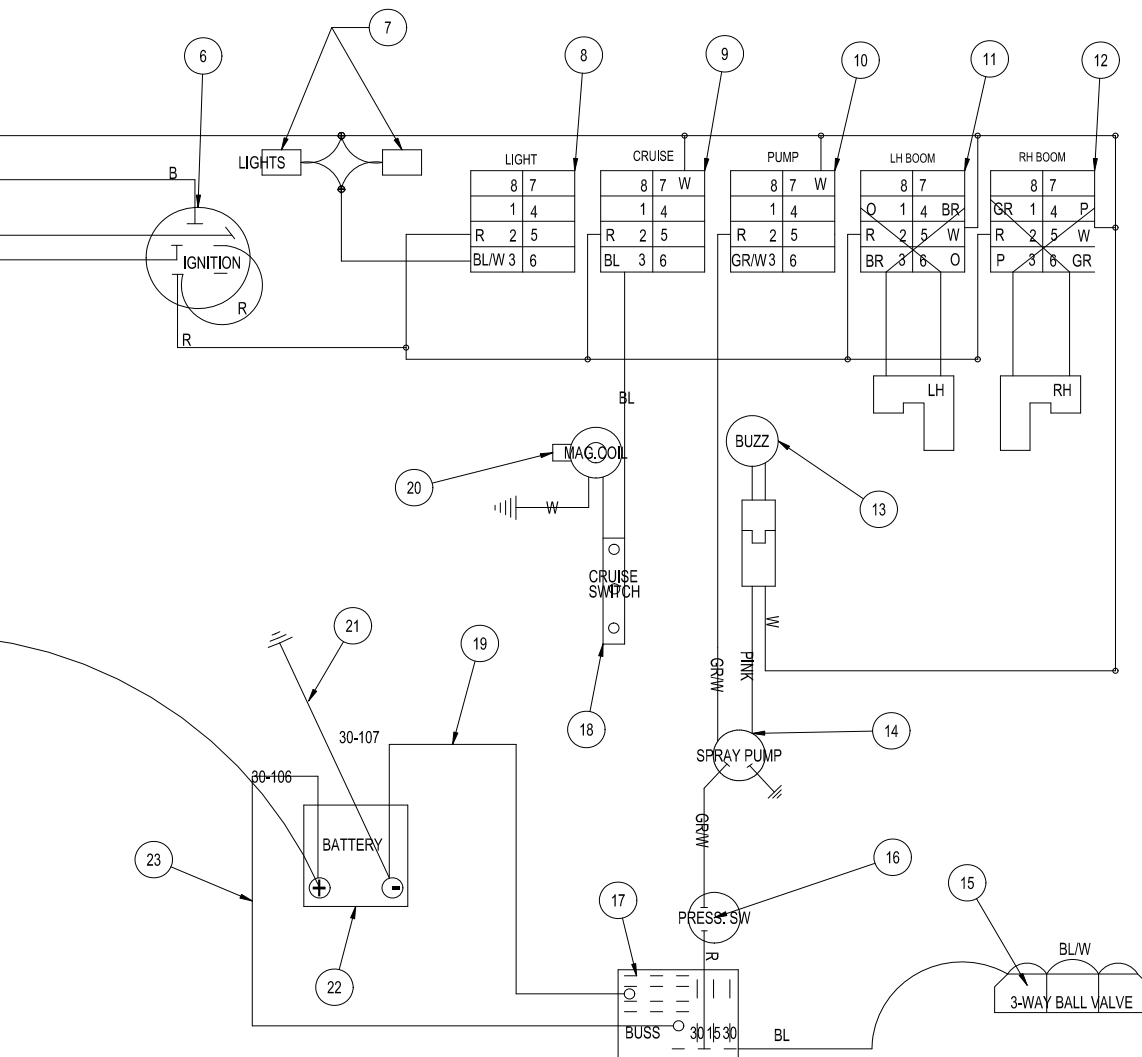 6
7
8
9
10
11
12
LIGHTS
LIGHT
CRUISE
PUMP
LH BOOM
RH BOOM
B
IGNITION
R
R
8 7
1 4
R 2 5
BL/W 3 6
8 7 W
1 4
R 2 5
BL 3 6
8 7 W
1 4
R 2 5
GR/W 3 6
8 7
O 1 4 BR
R 2 5 W
BR 3 6 O
8 7
GR 1 4 P
R 2 5 W
P 3 6 GR
LH
RH
BL
MAG.COIL
BUZZ
20
13
W
CRUISE
SWITCH
W
GR/W
PINK
21
19
18
14
30-107
30-106
SPRAY PUMP
BATTERY
+
-
GR/W
23
16
17
15
22
PRESS. SW
R
BL/W
3-WAY BALL VALVE
BUSS
30 15 30
BL